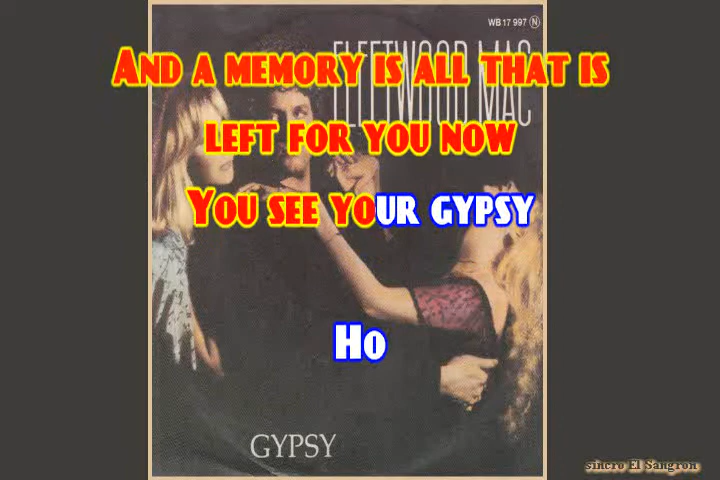 WB 17 997 N
FLEETWOOD MAC
And a memory is all that is
left for you now
You see your gypsy
Ho
GYPSY
sincro El Sangron